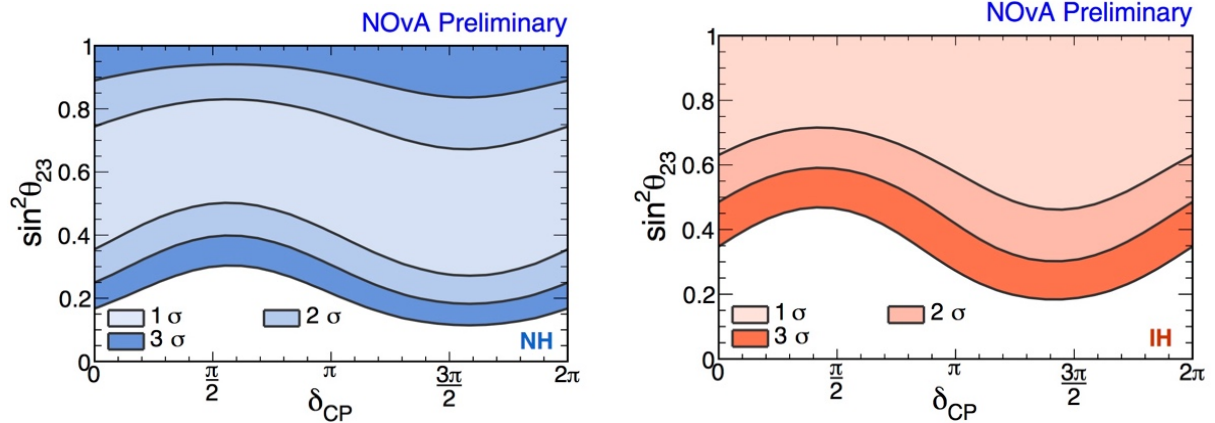 NOvA Preliminary
1
0.8
0.6
0.4
0.2
0
sin²θ₂₃
1 σ
2 σ
3 σ
NH
0
π/2
π
3π/2
2π
δCP
NOvA Preliminary
1
0.8
0.6
0.4
0.2
0
sin²θ₂₃
1 σ
2 σ
3 σ
IH
0
π/2
π
3π/2
2π
δCP